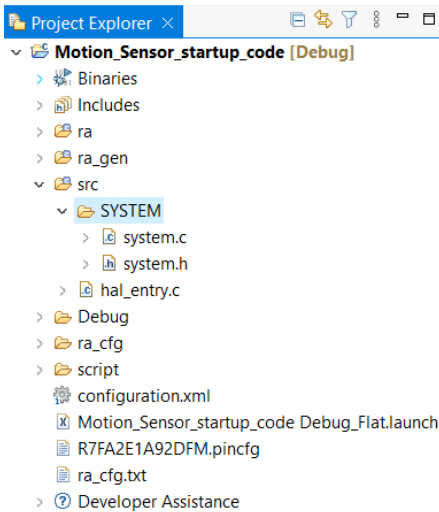 Project Explorer
Motion_Sensor_startup_code [Debug]
Binaries
Includes
ra
ra_gen
src
SYSTEM
system.c
system.h
hal_entry.c
Debug
ra_cfg
script
configuration.xml
Motion_Sensor_startup_code Debug_Flat.launch
R7FA2E1A92DFM.pincfg
ra_cfg.txt
Developer Assistance